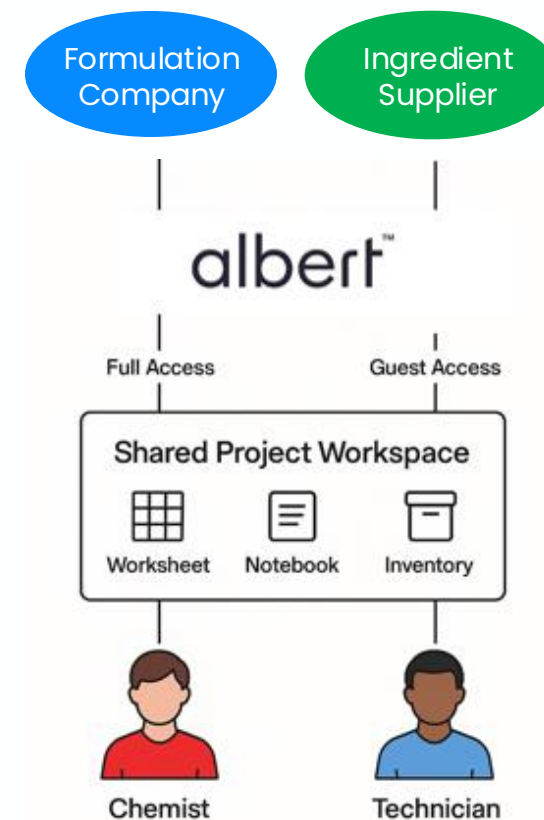 Formulation
Company
Ingredient
Supplier
albert™
Full Access
Guest Access
Shared Project Workspace
Worksheet
Notebook
Inventory
Chemist
Technician